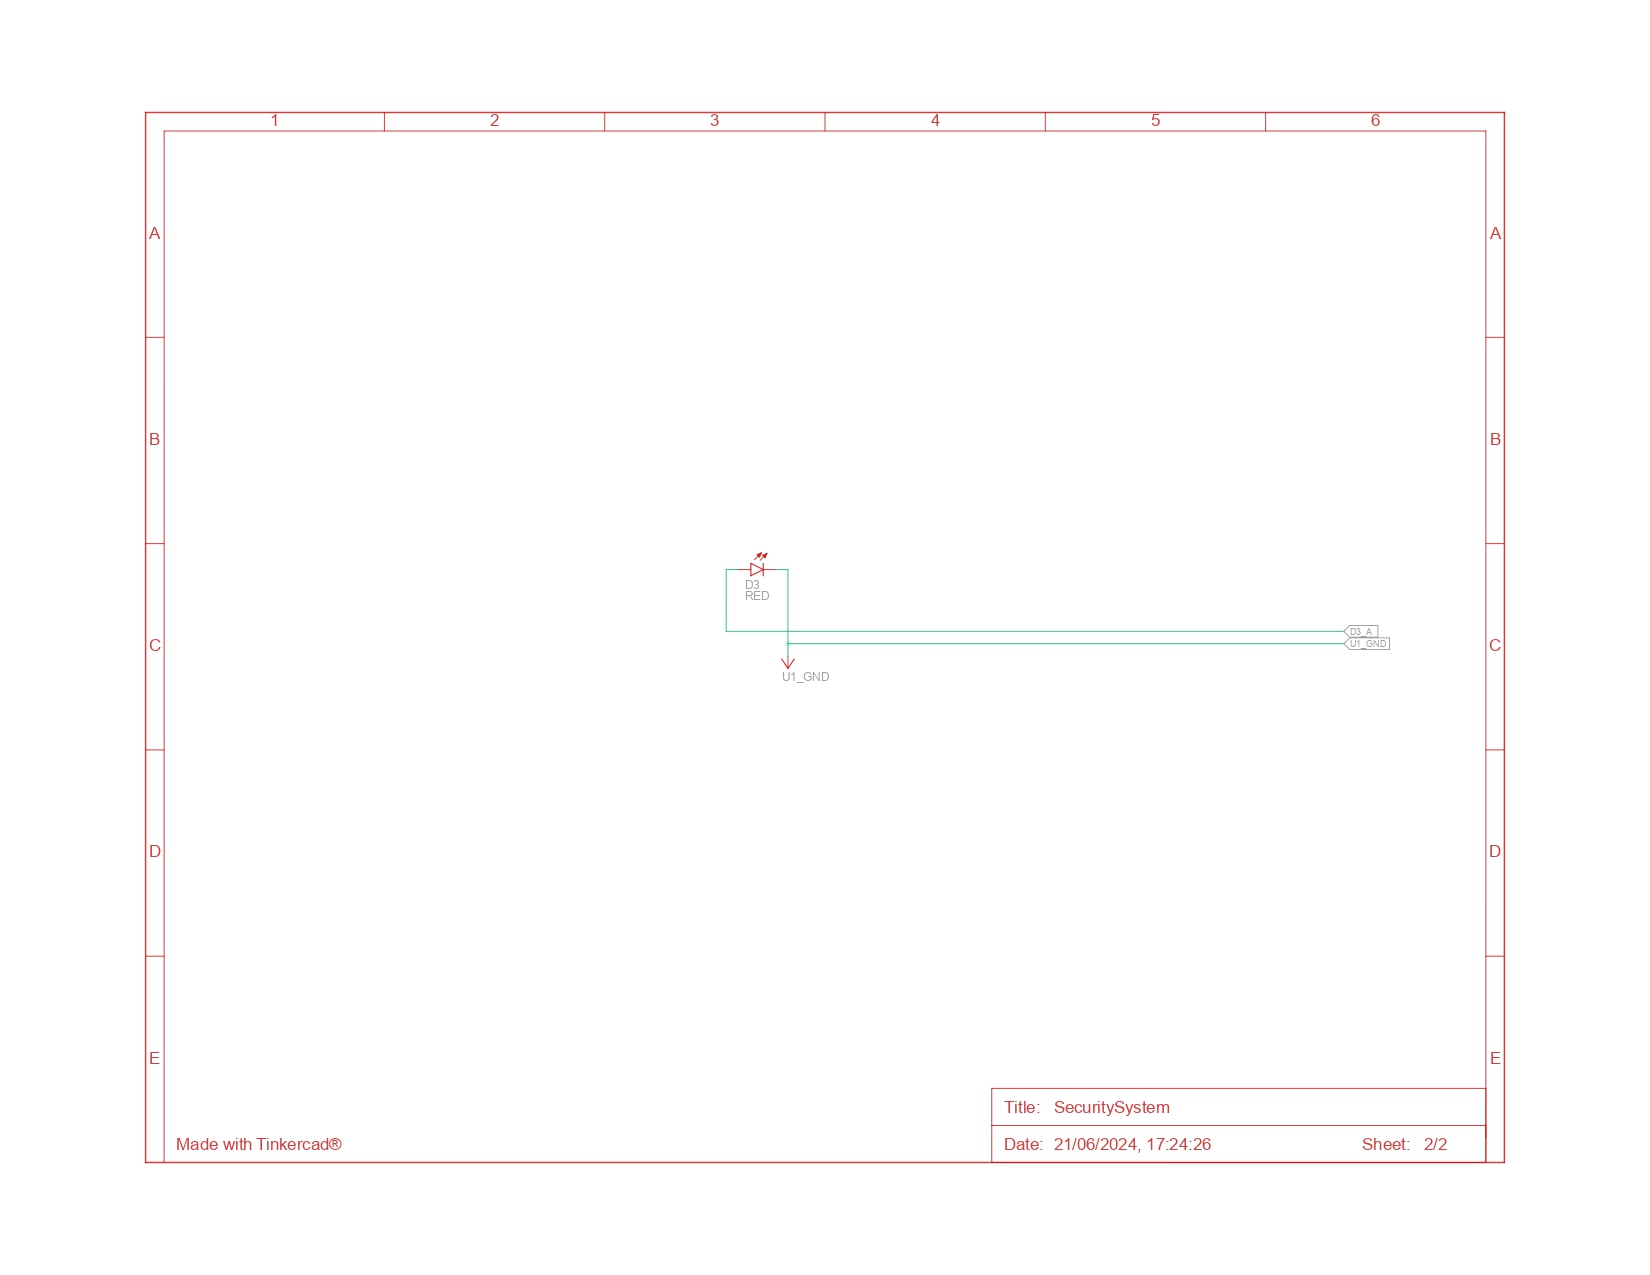 1 2 3 4 5 6
A A
B B
D3
RED
D3_A
C C
U1_GND
U1_GND
D D
E E
Title: SecuritySystem
Made with Tinkercad® Date: 21/06/2024, 17:24:26 Sheet: 2/2